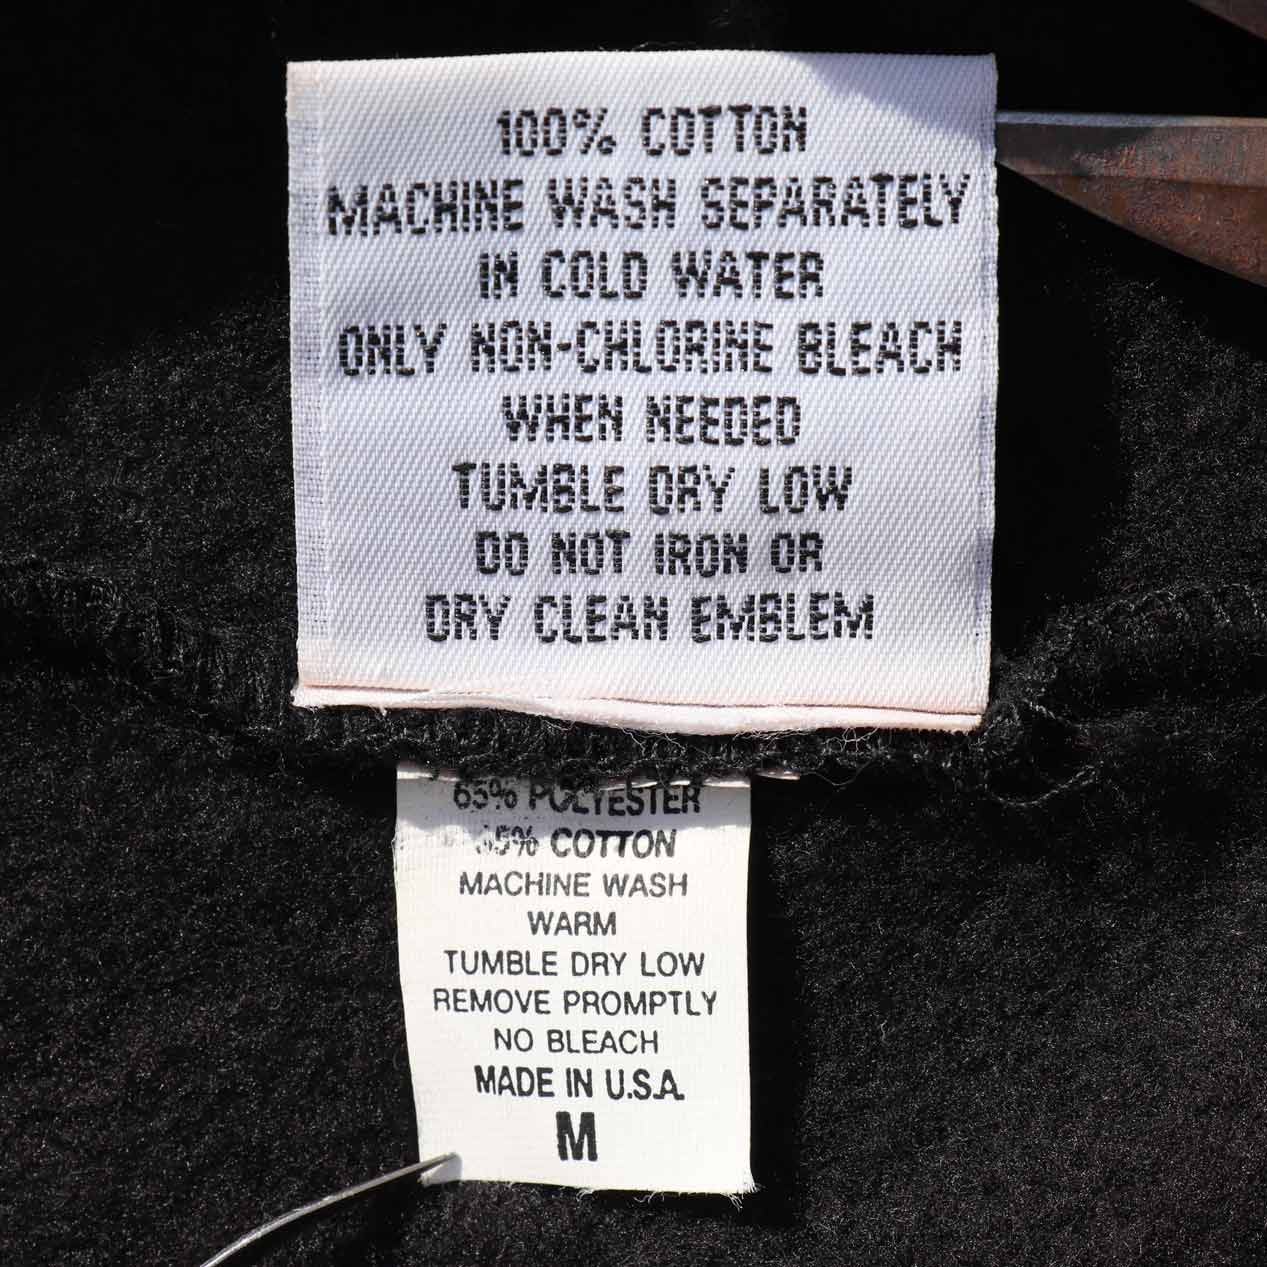 100% COTTON
MACHINE WASH SEPARATELY
IN COLD WATER
ONLY NON-CHLORINE BLEACH
WHEN NEEDED
TUMBLE DRY LOW
DO NOT IRON OR
DRY CLEAN EMBLEM
65% POLYESTER
35% COTTON
MACHINE WASH
WARM
TUMBLE DRY LOW
REMOVE PROMPTLY
NO BLEACH
MADE IN U.S.A.
M